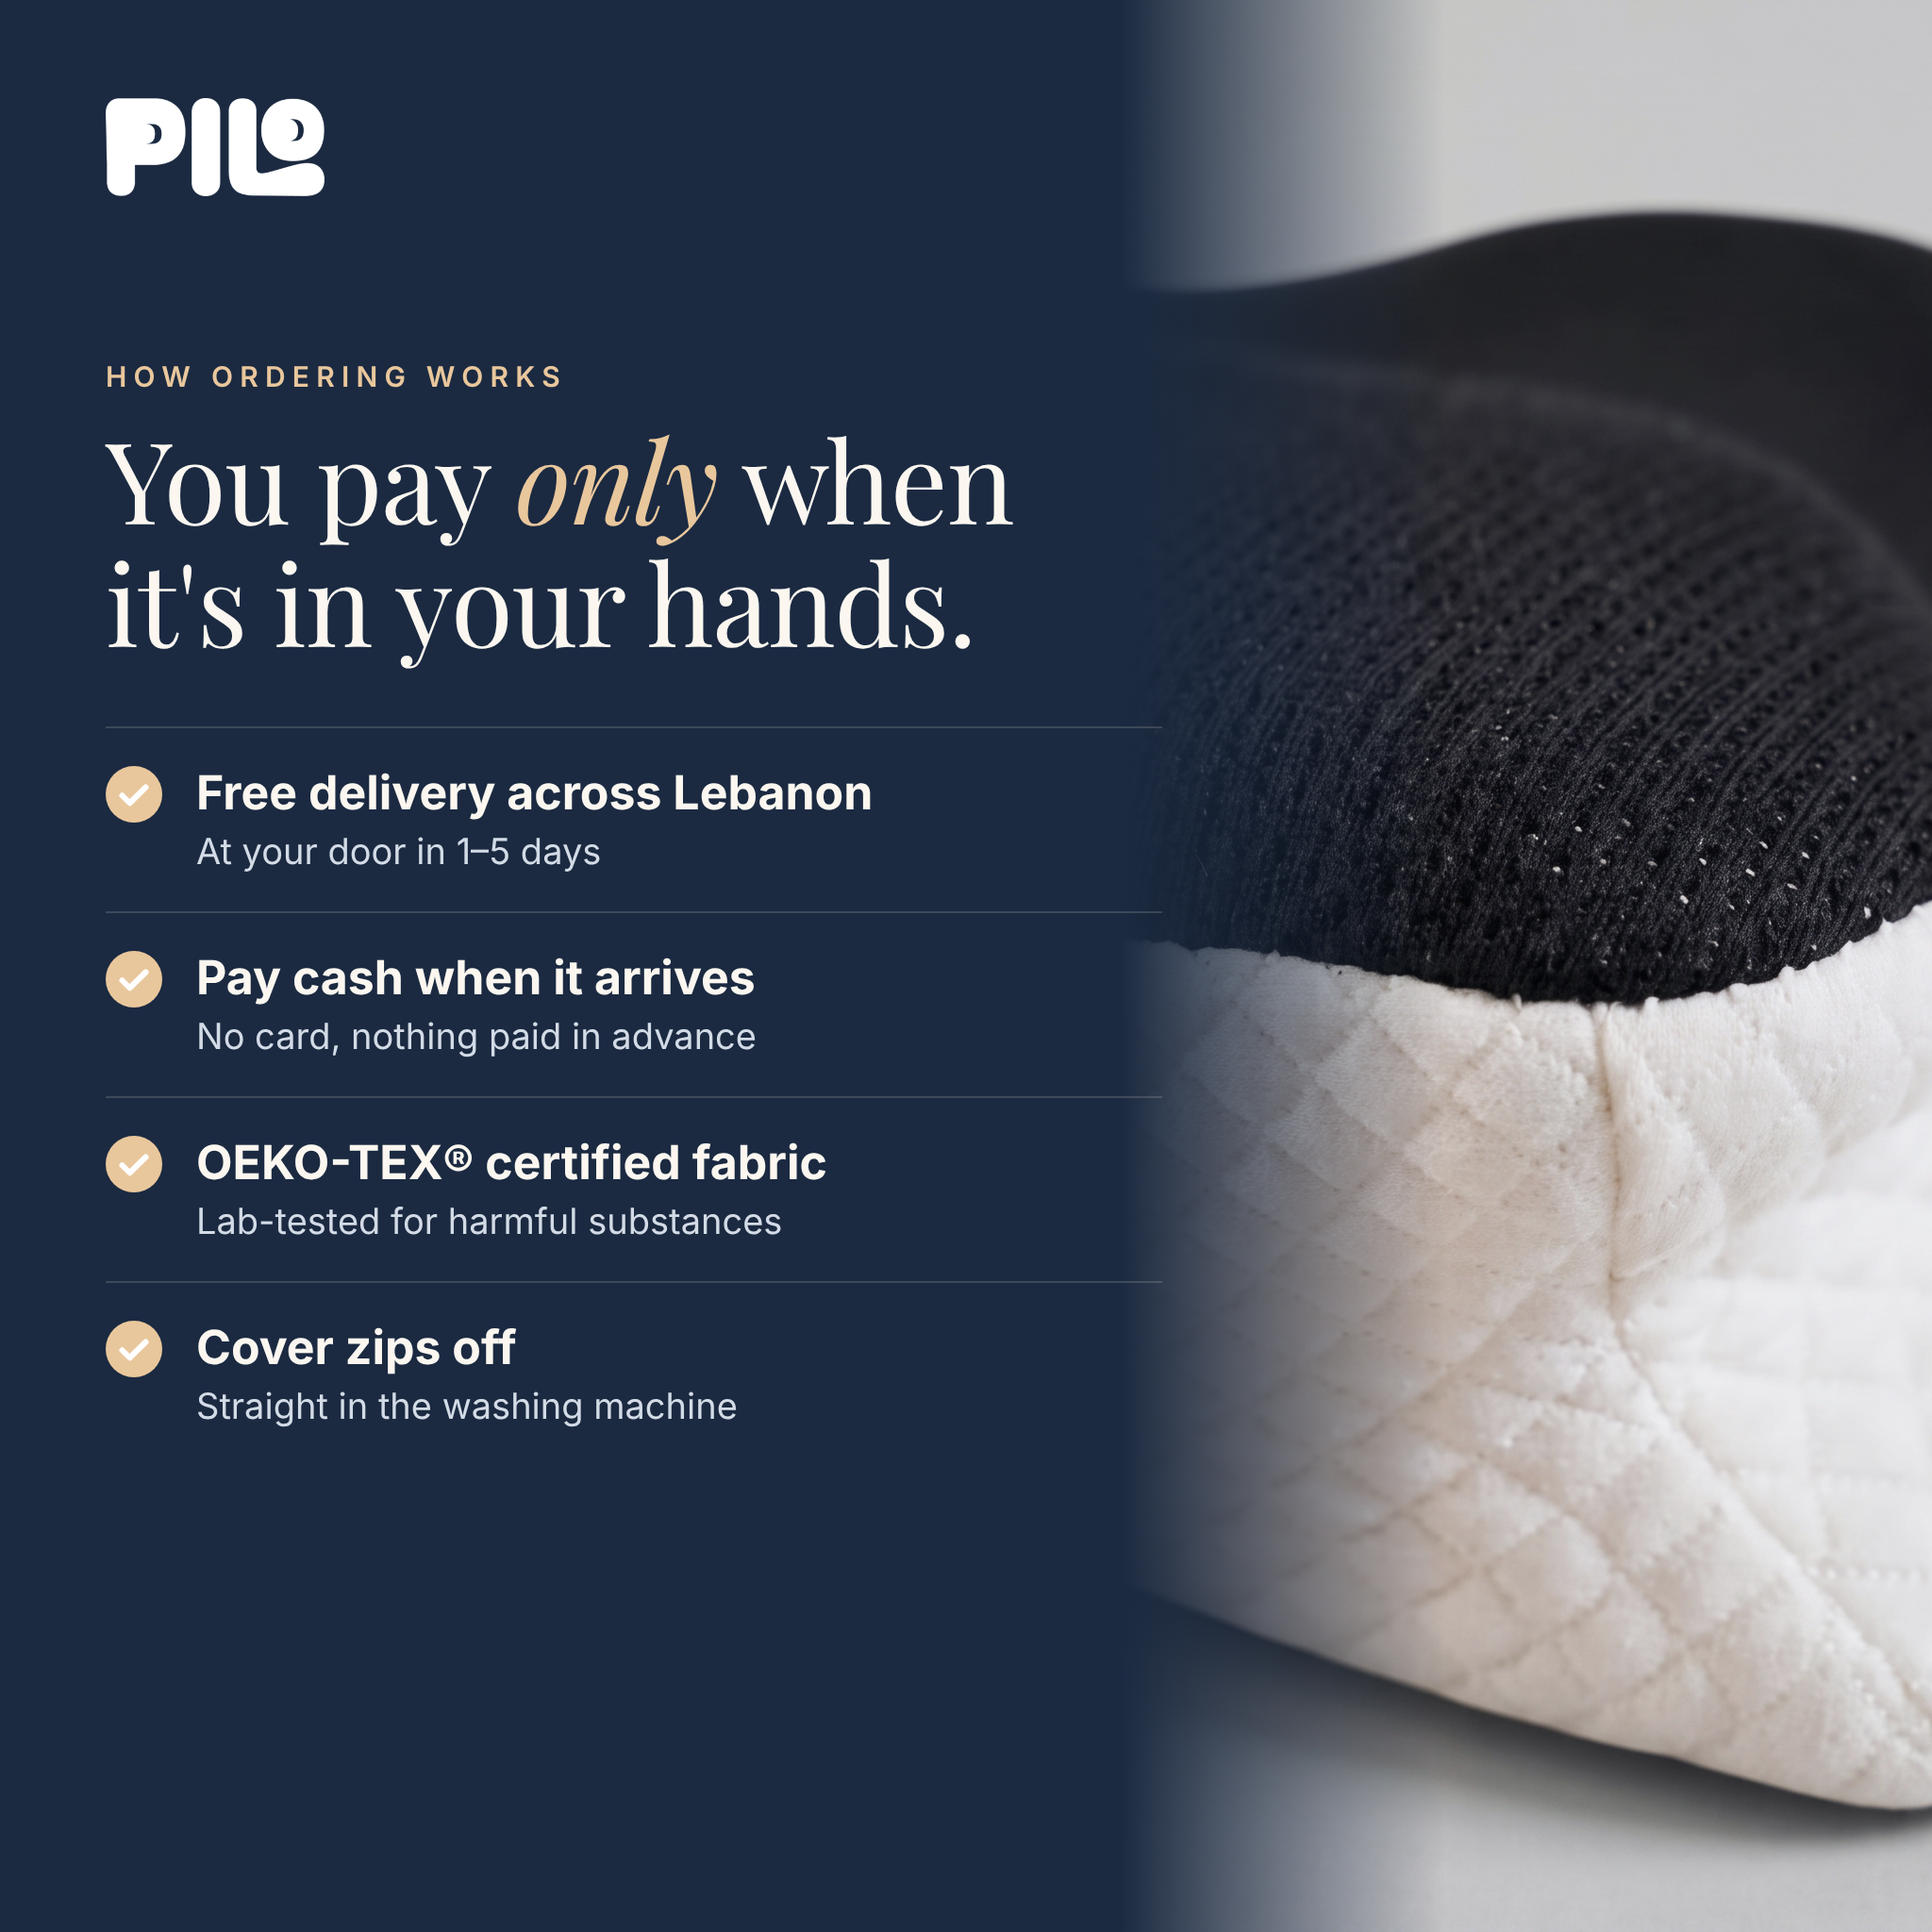 PILO
HOW ORDERING WORKS
You pay only when
it's in your hands.
Free delivery across Lebanon
At your door in 1–5 days
Pay cash when it arrives
No card, nothing paid in advance
OEKO-TEX® certified fabric
Lab-tested for harmful substances
Cover zips off
Straight in the washing machine